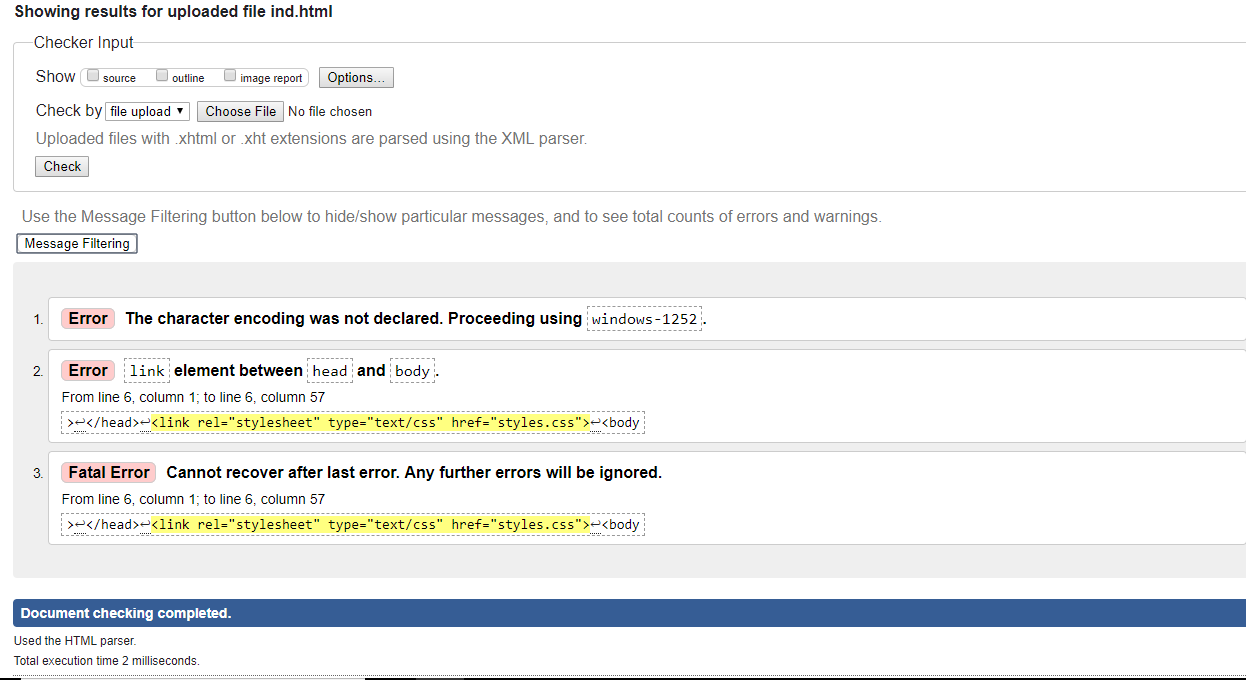 Showing results for uploaded file ind.html
Checker Input
Show source outline image report Options...
Check by file upload ▼ Choose File No file chosen
Uploaded files with .xhtml or .xht extensions are parsed using the XML parser.
Check
Use the Message Filtering button below to hide/show particular messages, and to see total counts of errors and warnings.
Message Filtering
1. Error The character encoding was not declared. Proceeding using windows-1252.
2. Error link element between head and body.
From line 6, column 1; to line 6, column 57
>↩</head>↩<link rel="stylesheet" type="text/css" href="styles.css">↩<body
3. Fatal Error Cannot recover after last error. Any further errors will be ignored.
From line 6, column 1; to line 6, column 57
>↩</head>↩<link rel="stylesheet" type="text/css" href="styles.css">↩<body
Document checking completed.
Used the HTML parser.
Total execution time 2 milliseconds.